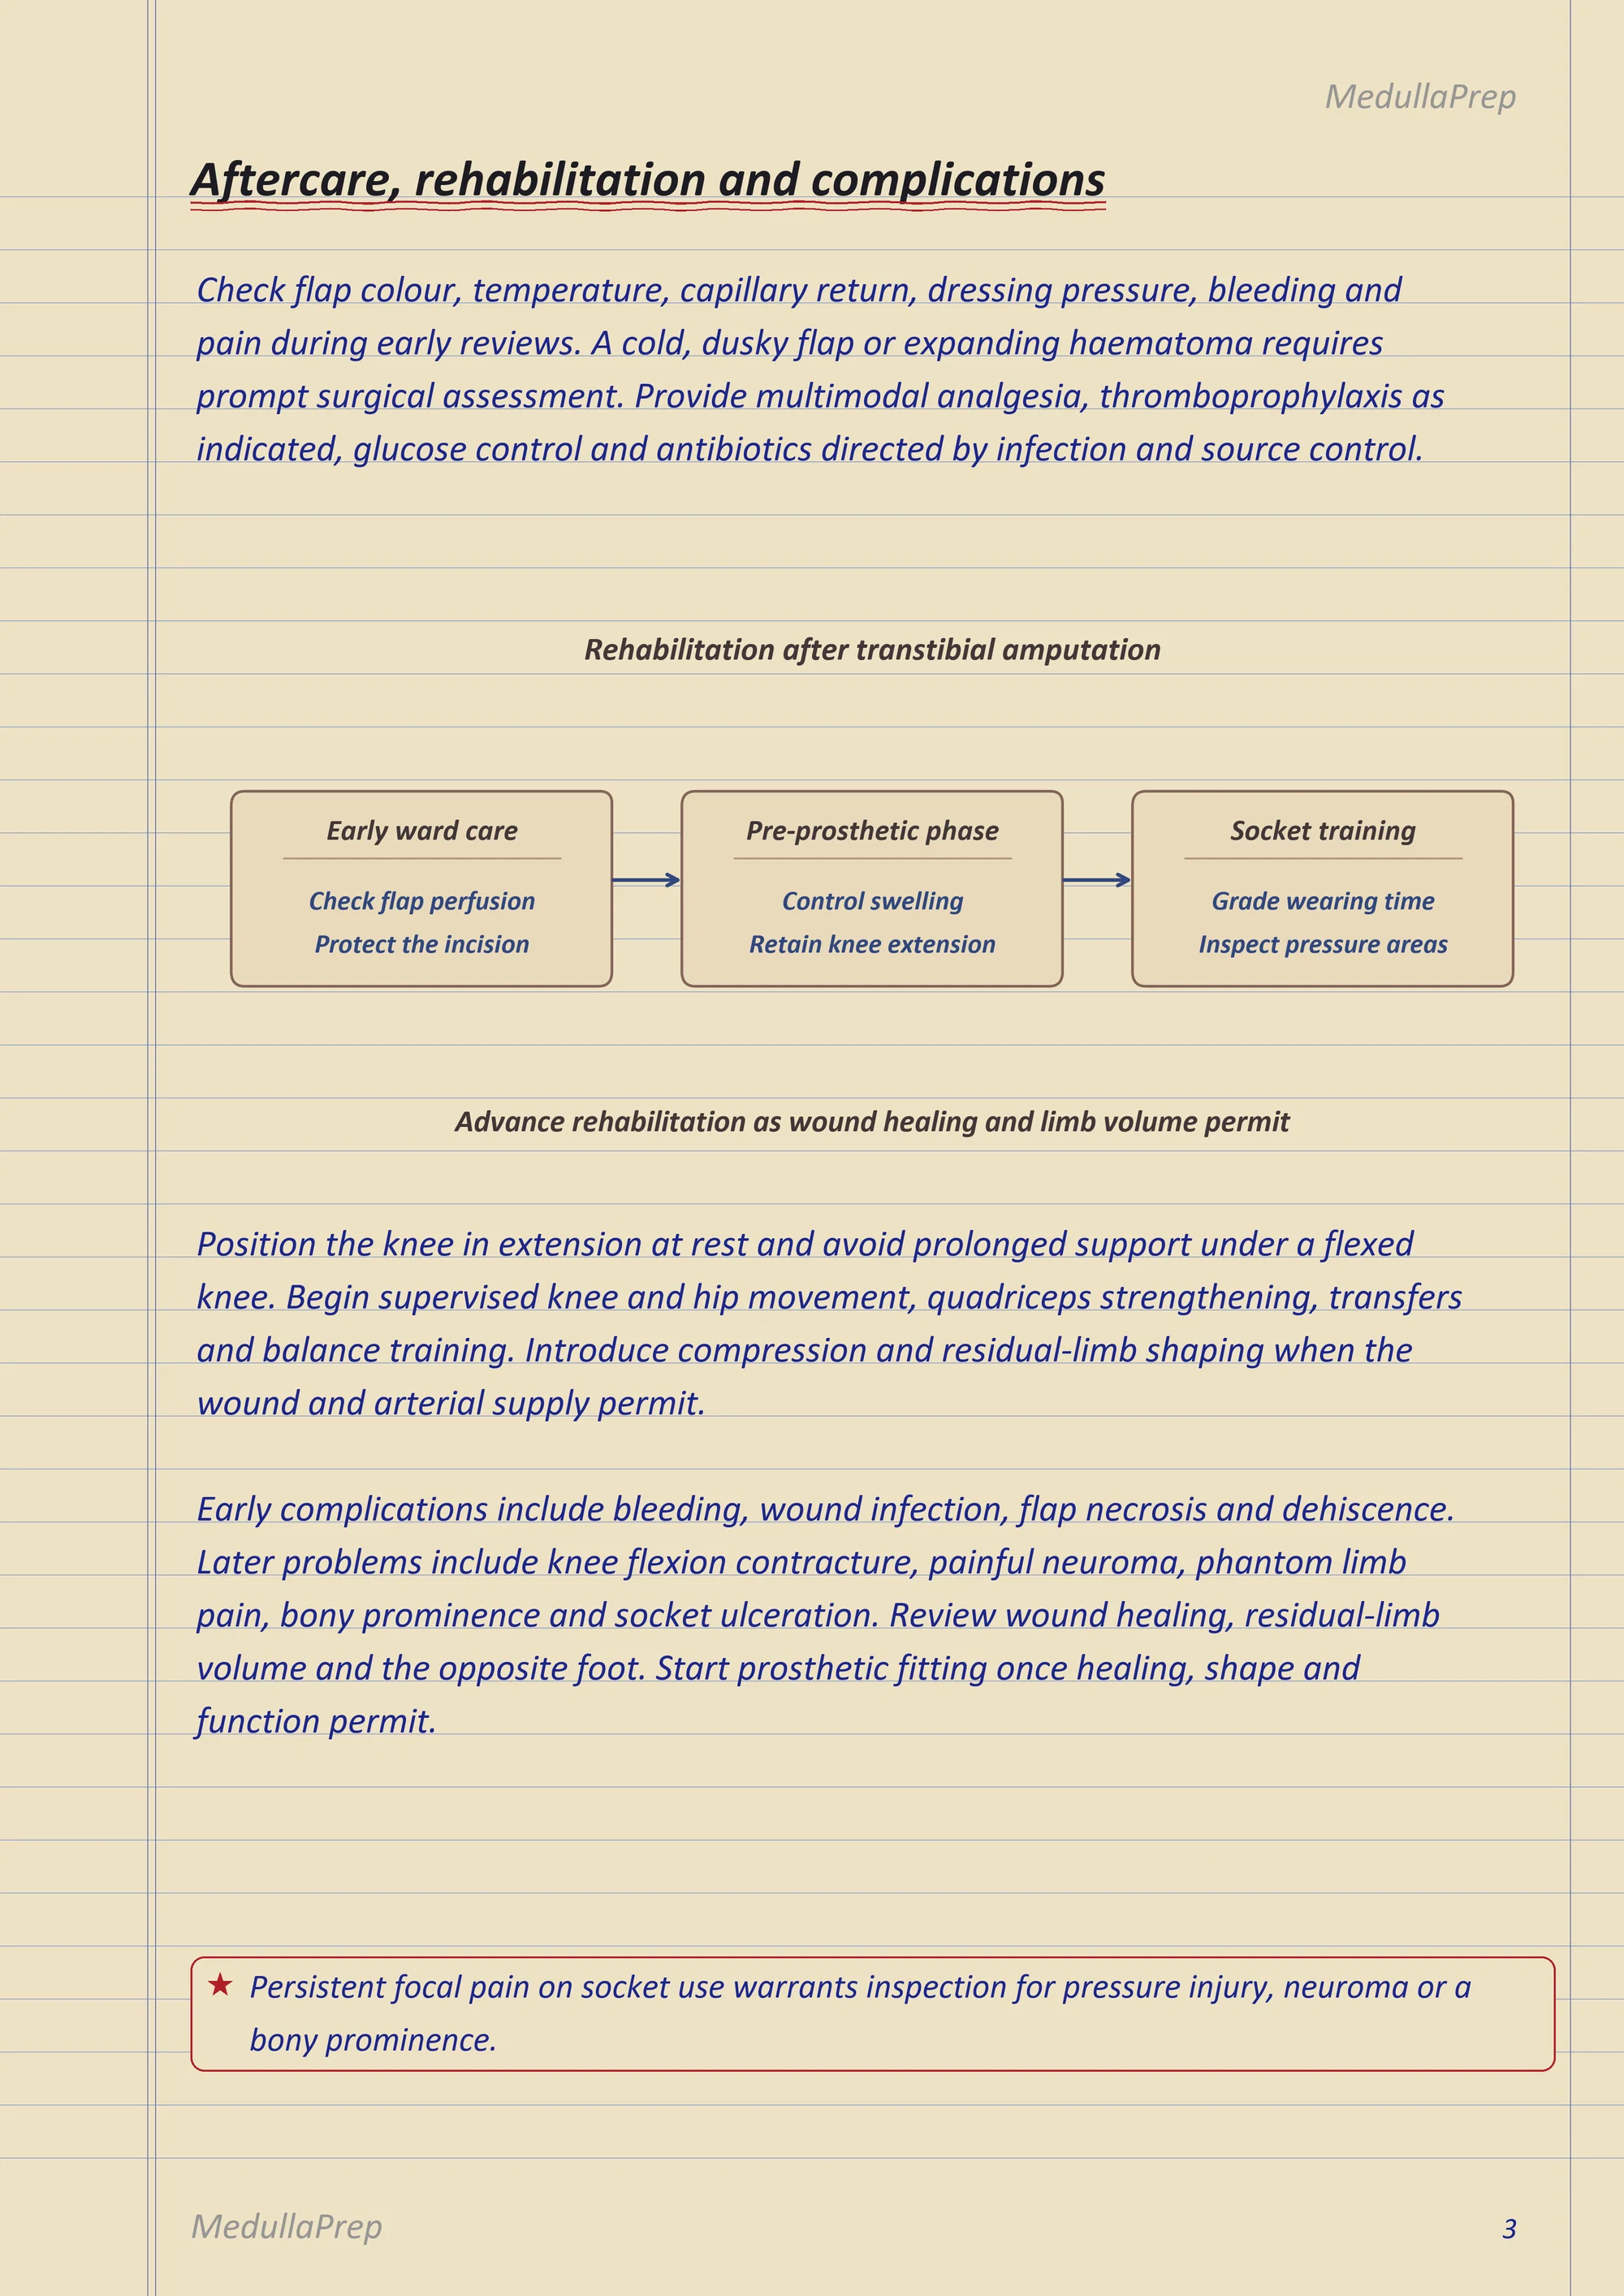 MedullaPrep
Aftercare, rehabilitation and complications
Check flap colour, temperature, capillary return, dressing pressure, bleeding and
pain during early reviews. A cold, dusky flap or expanding haematoma requires
prompt surgical assessment. Provide multimodal analgesia, thromboprophylaxis as
indicated, glucose control and antibiotics directed by infection and source control.
Rehabilitation after transtibial amputation
Early ward care
Check flap perfusion
Protect the incision
Pre-prosthetic phase
Control swelling
Retain knee extension
Socket training
Grade wearing time
Inspect pressure areas
Advance rehabilitation as wound healing and limb volume permit
Position the knee in extension at rest and avoid prolonged support under a flexed
knee. Begin supervised knee and hip movement, quadriceps strengthening, transfers
and balance training. Introduce compression and residual-limb shaping when the
wound and arterial supply permit.
Early complications include bleeding, wound infection, flap necrosis and dehiscence.
Later problems include knee flexion contracture, painful neuroma, phantom limb
pain, bony prominence and socket ulceration. Review wound healing, residual-limb
volume and the opposite foot. Start prosthetic fitting once healing, shape and
function permit.
★ Persistent focal pain on socket use warrants inspection for pressure injury, neuroma or a
bony prominence.
MedullaPrep
3